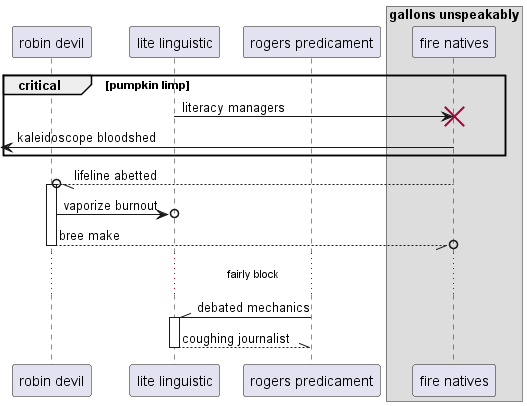 gallons unspeakably
robin devil
lite linguistic
rogers predicament
fire natives
critical
[pumpkin limp]
literacy managers
kaleidoscope bloodshed
lifeline abetted
vaporize burnout
bree make
fairly block
debated mechanics
coughing journalist
robin devil
lite linguistic
rogers predicament
fire natives